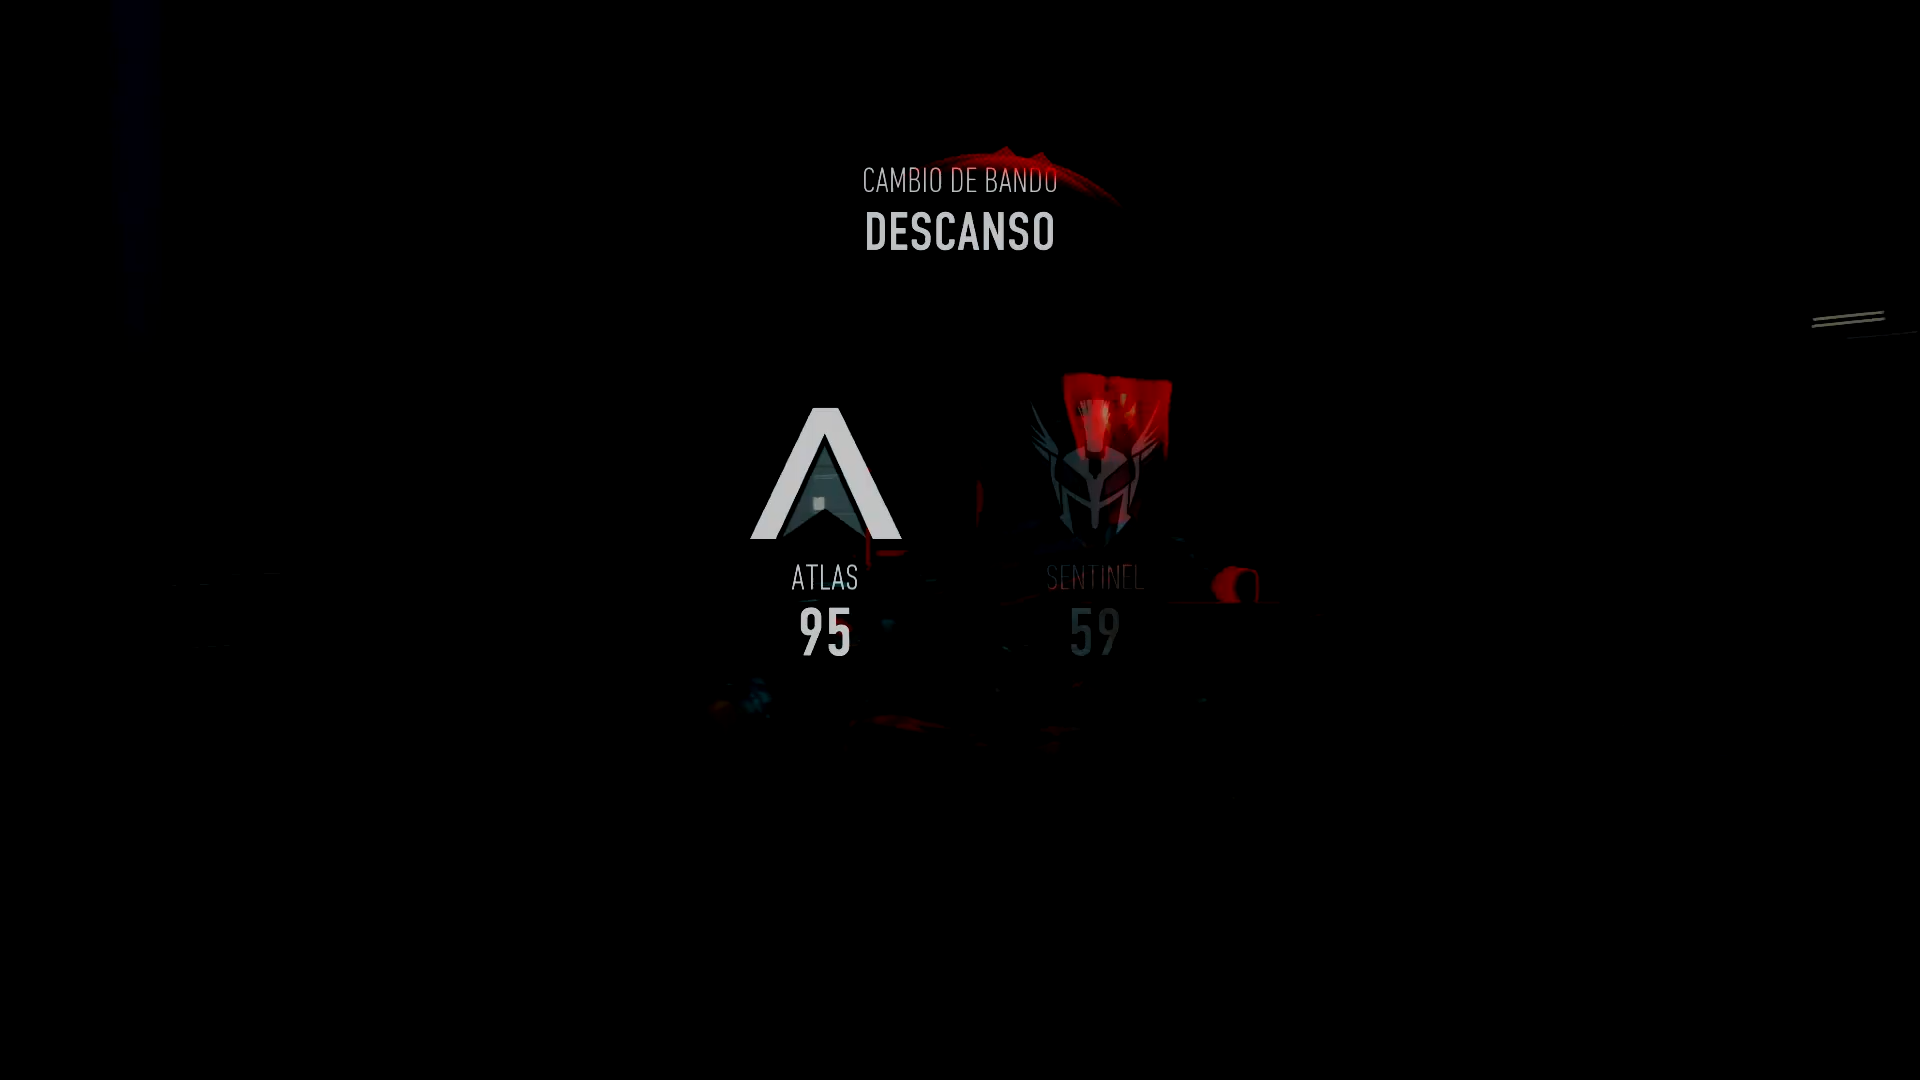 CAMBIO DE BANDO
DESCANSO
ATLAS
95
SENTINEL
59